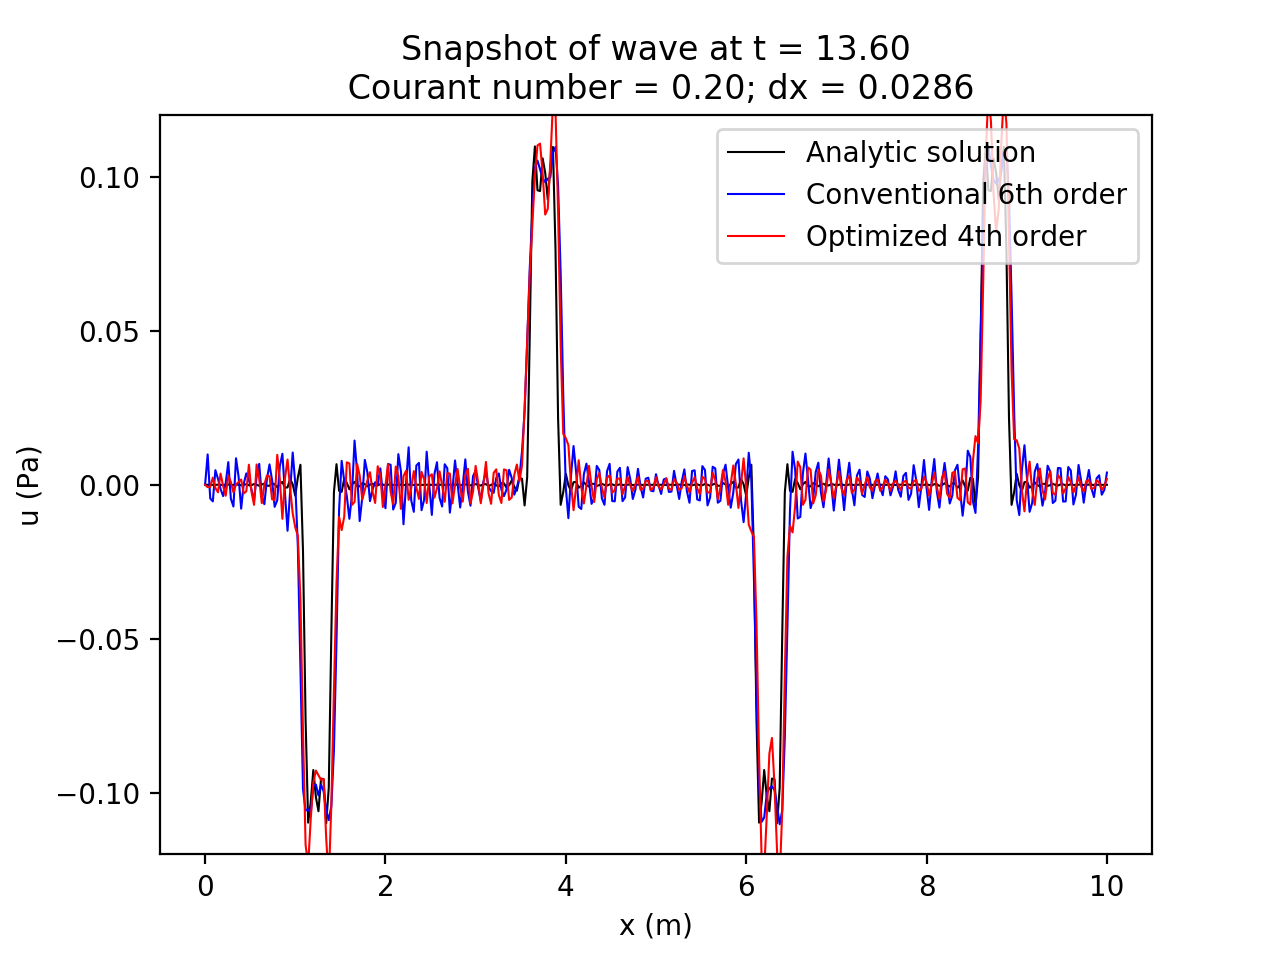 Snapshot of wave at t = 13.60
Courant number = 0.20; dx = 0.0286
Analytic solution
Conventional 6th order
Optimized 4th order
0.10
0.05
0.00
−0.05
−0.10
u (Pa)
0 2 4 6 8 10
x (m)